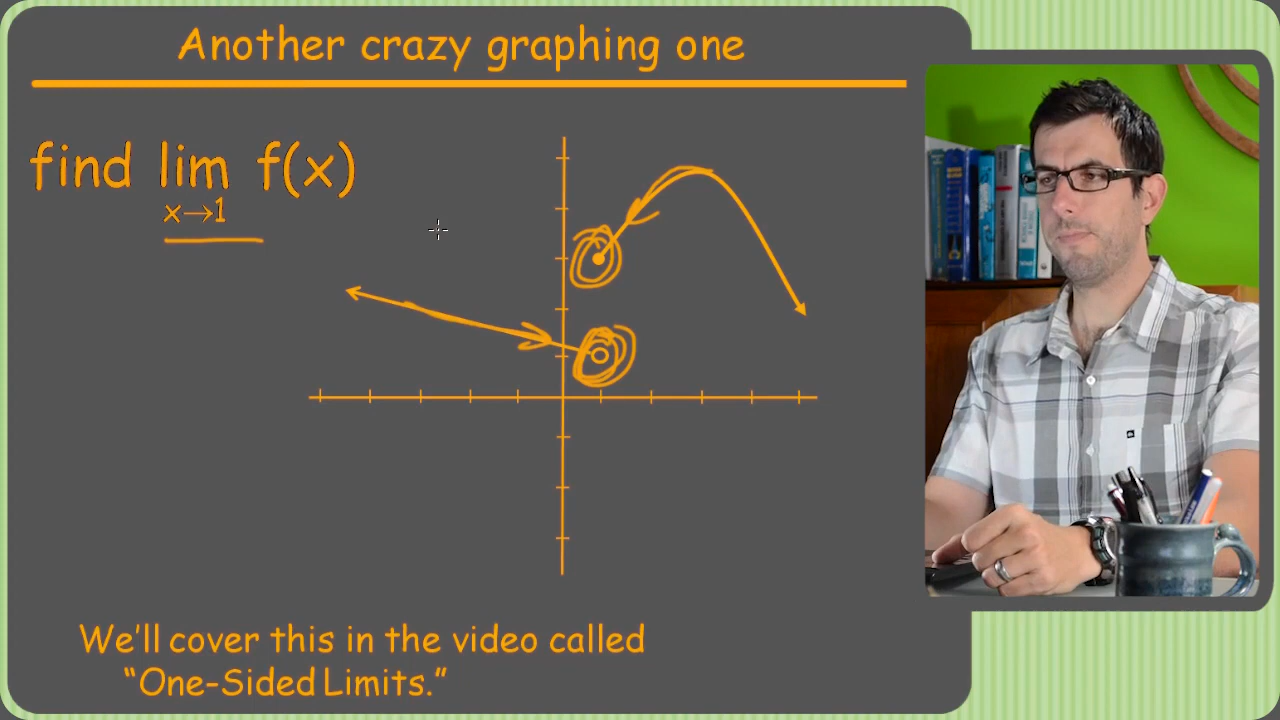 Another crazy graphing one
find lim f(x)
x→1
We'll cover this in the video called
"One-Sided Limits."